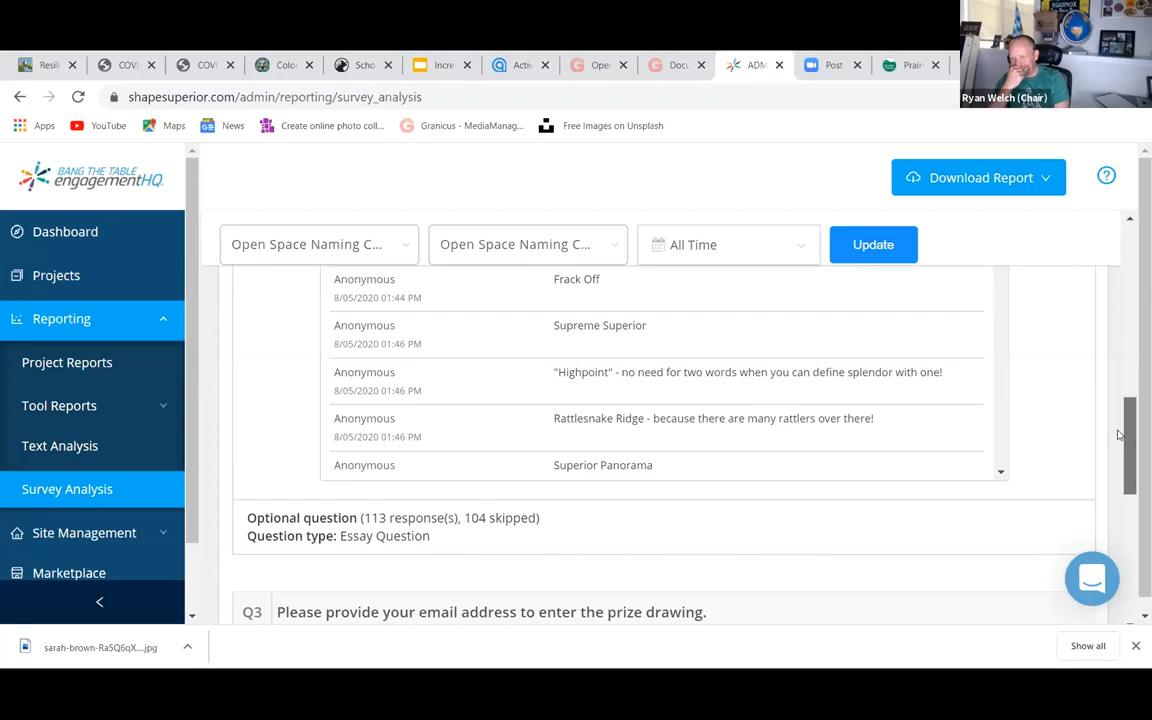 Resili
COVI
COVI
Color
Scho
Incre
Activ
Ope
Docu
ADM
Post
Prair
Ryan Welch (Chair)
shapesuperior.com/admin/reporting/survey_analysis
Apps
YouTube
Maps
News
Create online photo coll...
Granicus - MediaManag...
Free Images on Unsplash
BANG THE TABLE
engagementHQ
Download Report
Dashboard
Projects
Reporting
Project Reports
Tool Reports
Text Analysis
Survey Analysis
Site Management
Marketplace
Open Space Naming C...
Open Space Naming C...
All Time
Update
Anonymous
8/05/2020 01:44 PM
Frack Off
Anonymous
8/05/2020 01:46 PM
Supreme Superior
Anonymous
8/05/2020 01:46 PM
"Highpoint" - no need for two words when you can define splendor with one!
Anonymous
8/05/2020 01:46 PM
Rattlesnake Ridge - because there are many rattlers over there!
Anonymous
Superior Panorama
Optional question (113 response(s), 104 skipped)
Question type: Essay Question
Q3
Please provide your email address to enter the prize drawing.
sarah-brown-Ra5Q6qX....jpg
Show all